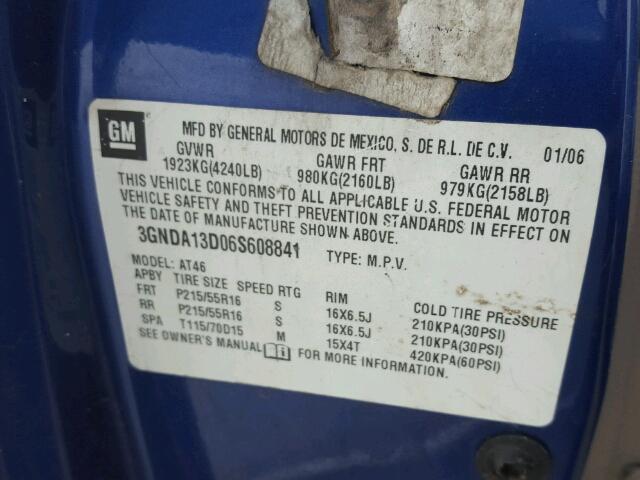 GM
MFD BY GENERAL MOTORS DE MEXICO, S. DE R.L. DE C.V. 01/06
GVWR GAWR FRT GAWR RR
1923KG(4240LB) 980KG(2160LB) 979KG(2158LB)
THIS VEHICLE CONFORMS TO ALL APPLICABLE U.S. FEDERAL MOTOR
VEHICLE SAFETY AND THEFT PREVENTION STANDARDS IN EFFECT ON
THE DATE OF MANUFACTURE SHOWN ABOVE.
3GNDA13D06S608841 TYPE: M.P.V.
MODEL: AT46
APBY TIRE SIZE SPEED RTG RIM COLD TIRE PRESSURE
FRT P215/55R16 S 16X6.5J 210KPA(30PSI)
RR P215/55R16 S 16X6.5J 210KPA(30PSI)
SPA T115/70D15 M 15X4T 420KPA(60PSI)
SEE OWNER'S MANUAL FOR MORE INFORMATION.